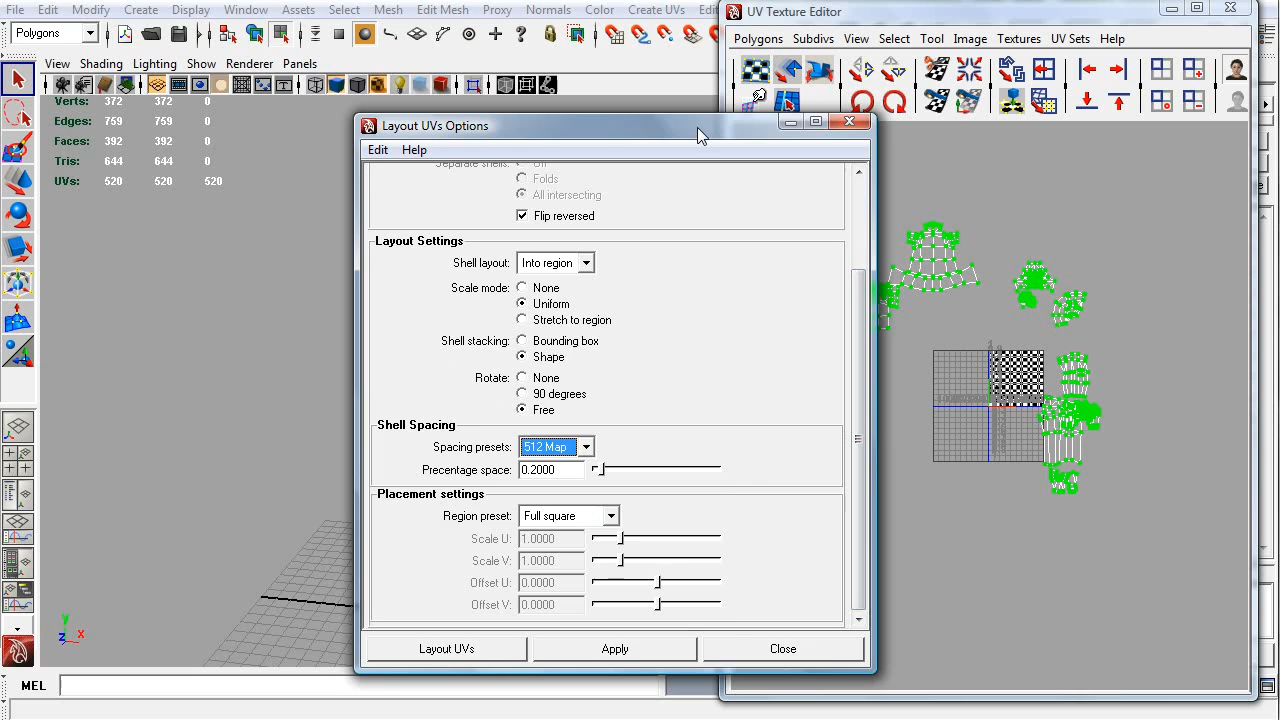 File Edit Modify Create Display Window Assets Select Mesh Edit Mesh Proxy Normals Color Create UVs Edit
UV Texture Editor
Polygons
Polygons Subdivs View Select Tool Image Textures UV Sets Help
View Shading Lighting Show Renderer Panels
Verts: 372 372 0
Edges: 759 759 0
Faces: 392 392 0
Tris: 644 644 0
UVs: 520 520 520
Layout UVs Options
Edit Help
Separate shells: Off
Folds
All intersecting
Flip reversed
Layout Settings
Shell layout: Into region
Scale mode: None
Uniform
Stretch to region
Shell stacking: Bounding box
Shape
Rotate: None
90 degrees
Free
Shell Spacing
Spacing presets: 512 Map
Precentage space: 0.2000
Placement settings
Region preset: Full square
Scale U: 1.0000
Scale V: 1.0000
Offset U: 0.0000
Offset V: 0.0000
Layout UVs Apply Close
y
z x
MEL